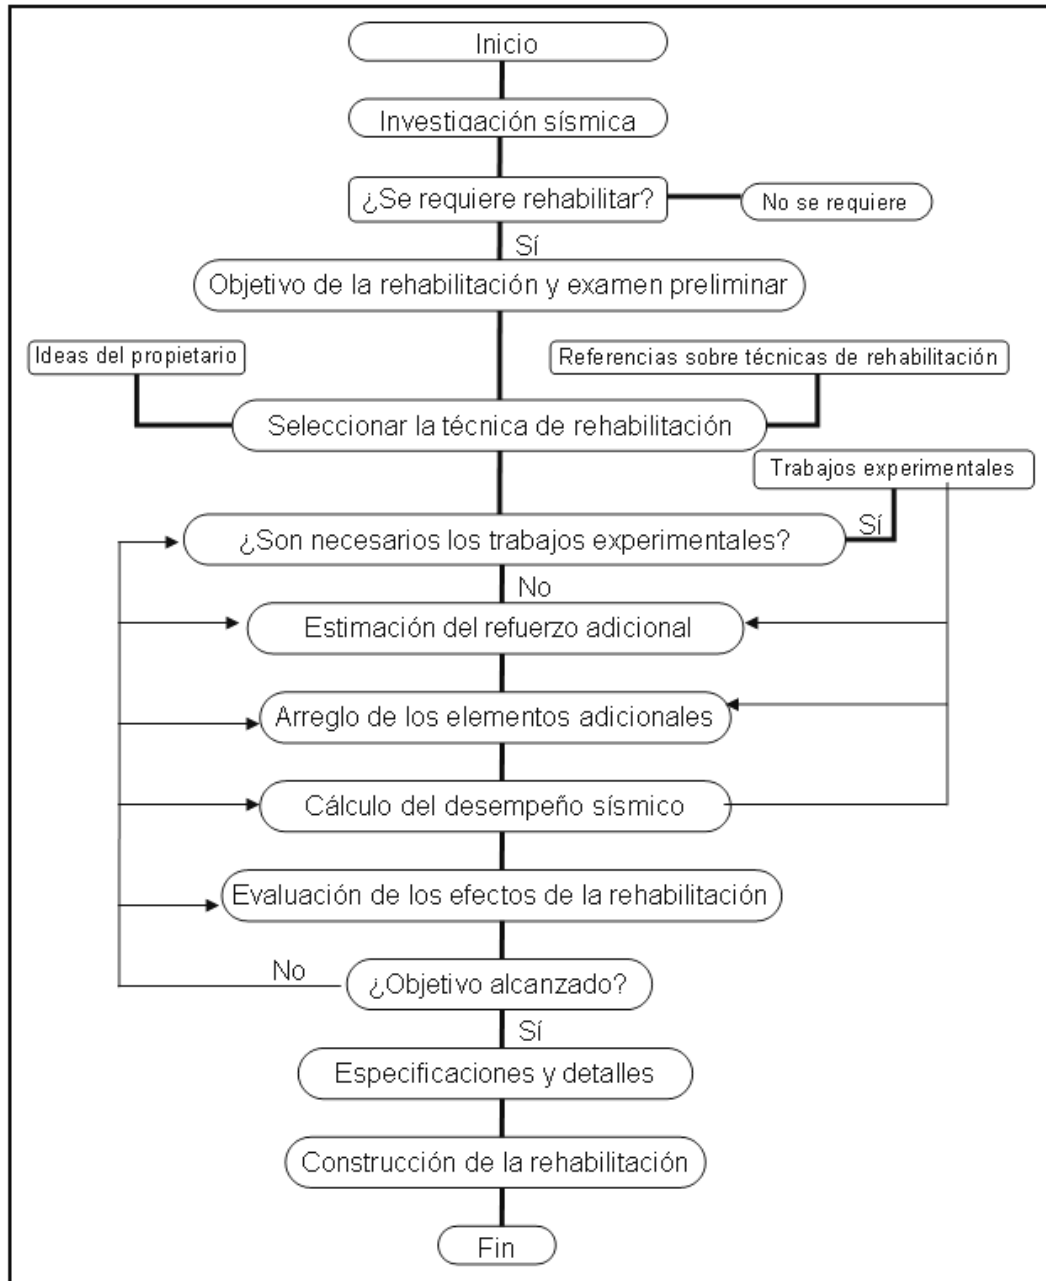 Inicio
Investigación sísmica
¿Se requiere rehabilitar?
No se requiere
Sí
Objetivo de la rehabilitación y examen preliminar
Ideas del propietario
Referencias sobre técnicas de rehabilitación
Seleccionar la técnica de rehabilitación
Trabajos experimentales
¿Son necesarios los trabajos experimentales?
Sí
No
Estimación del refuerzo adicional
Arreglo de los elementos adicionales
Cálculo del desempeño sísmico
Evaluación de los efectos de la rehabilitación
No
¿Objetivo alcanzado?
Sí
Especificaciones y detalles
Construcción de la rehabilitación
Fin